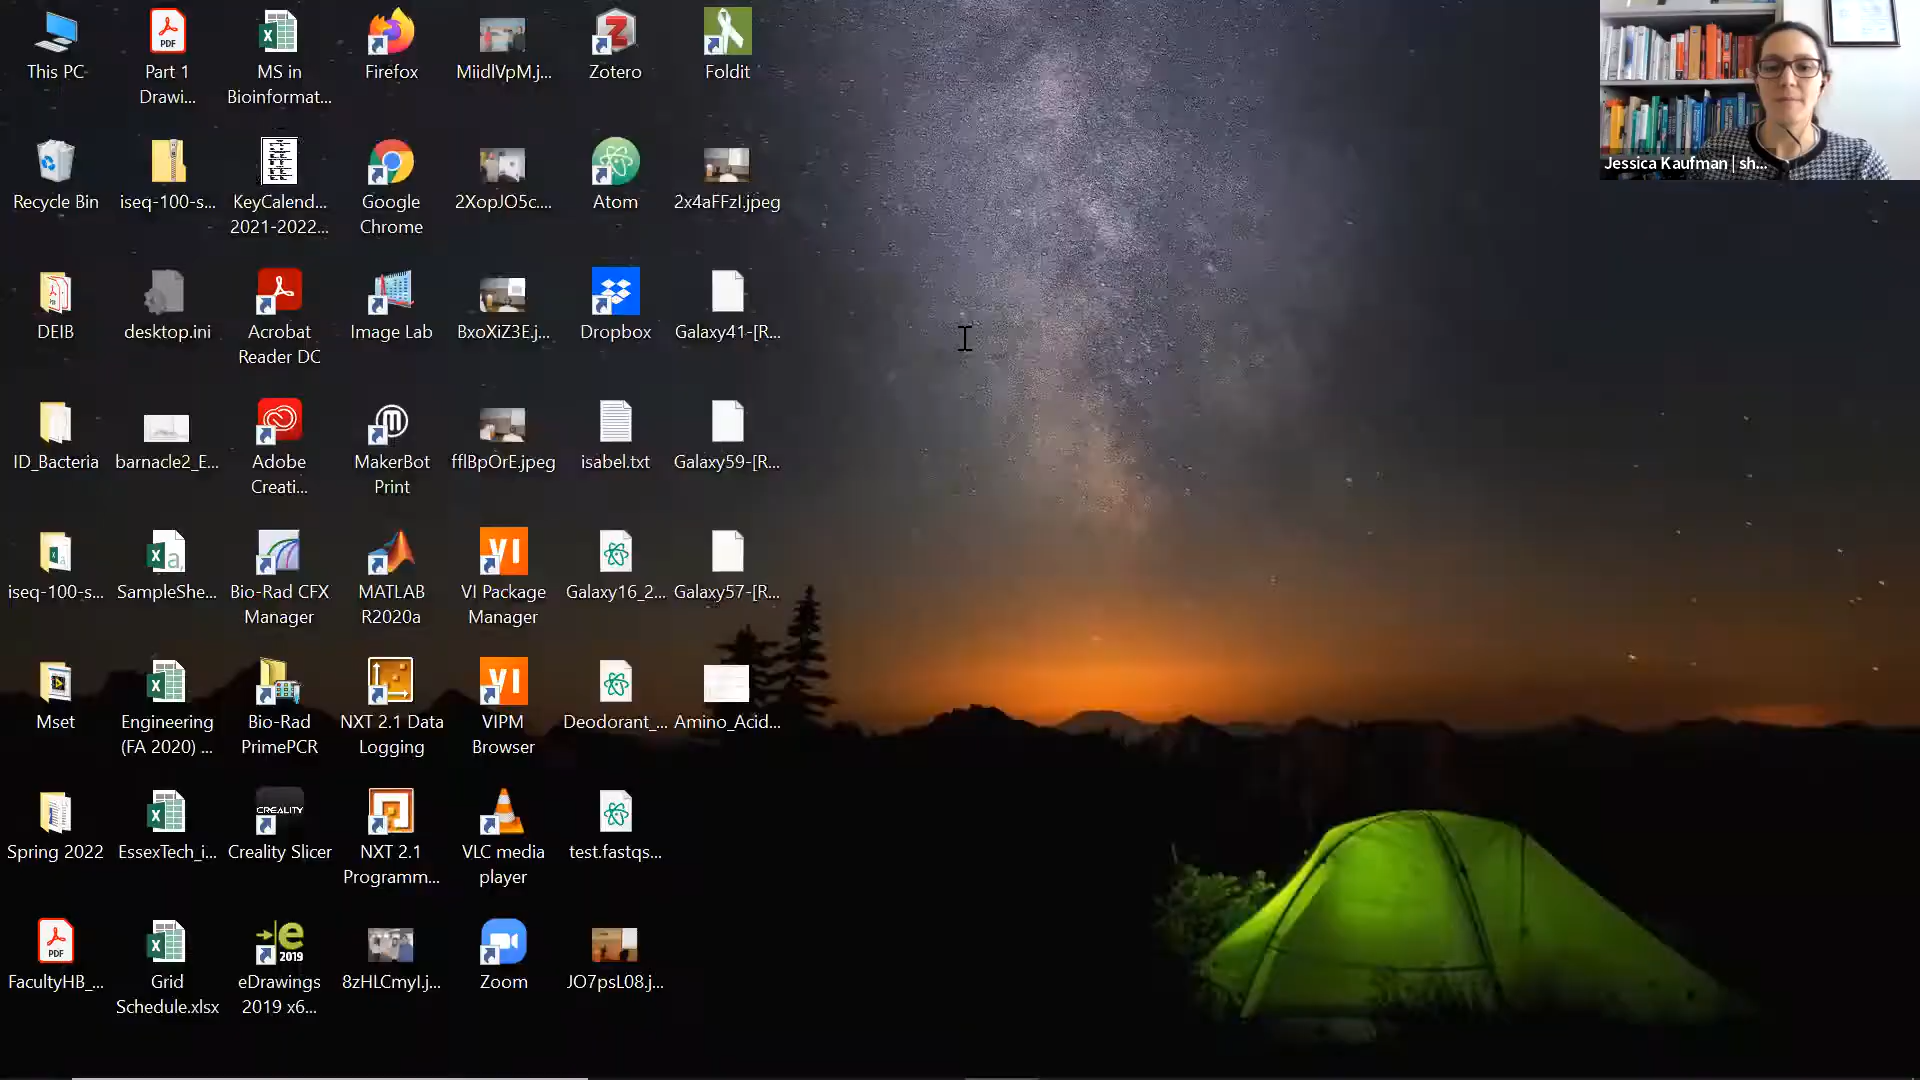 This PC
Part 1
Drawi...
MS in
Bioinformat...
Firefox
MiidlVpM.j...
Zotero
Foldit
Recycle Bin
iseq-100-s...
KeyCalend...
2021-2022...
Google
Chrome
2XopJO5c....
Atom
2x4aFFzI.jpeg
DEIB
desktop.ini
Acrobat
Reader DC
Image Lab
BxoXiZ3E.j...
Dropbox
Galaxy41-[R...
ID_Bacteria
barnacle2_E...
Adobe
Creati...
MakerBot
Print
fflBpOrE.jpeg
isabel.txt
Galaxy59-[R...
iseq-100-s...
SampleShe...
Bio-Rad CFX
Manager
MATLAB
R2020a
VI Package
Manager
Galaxy16_2...
Galaxy57-[R...
Mset
Engineering
(FA 2020) ...
Bio-Rad
PrimePCR
NXT 2.1 Data
Logging
VIPM
Browser
Deodorant_...
Amino_Acid...
Spring 2022
EssexTech_i...
CREALITY
Creality Slicer
NXT 2.1
Programm...
VLC media
player
test.fastqs...
FacultyHB_...
Grid
Schedule.xlsx
eDrawings
2019 x6...
8zHLCmyI.j...
Zoom
JO7psL08.j...
Jessica Kaufman | sh...